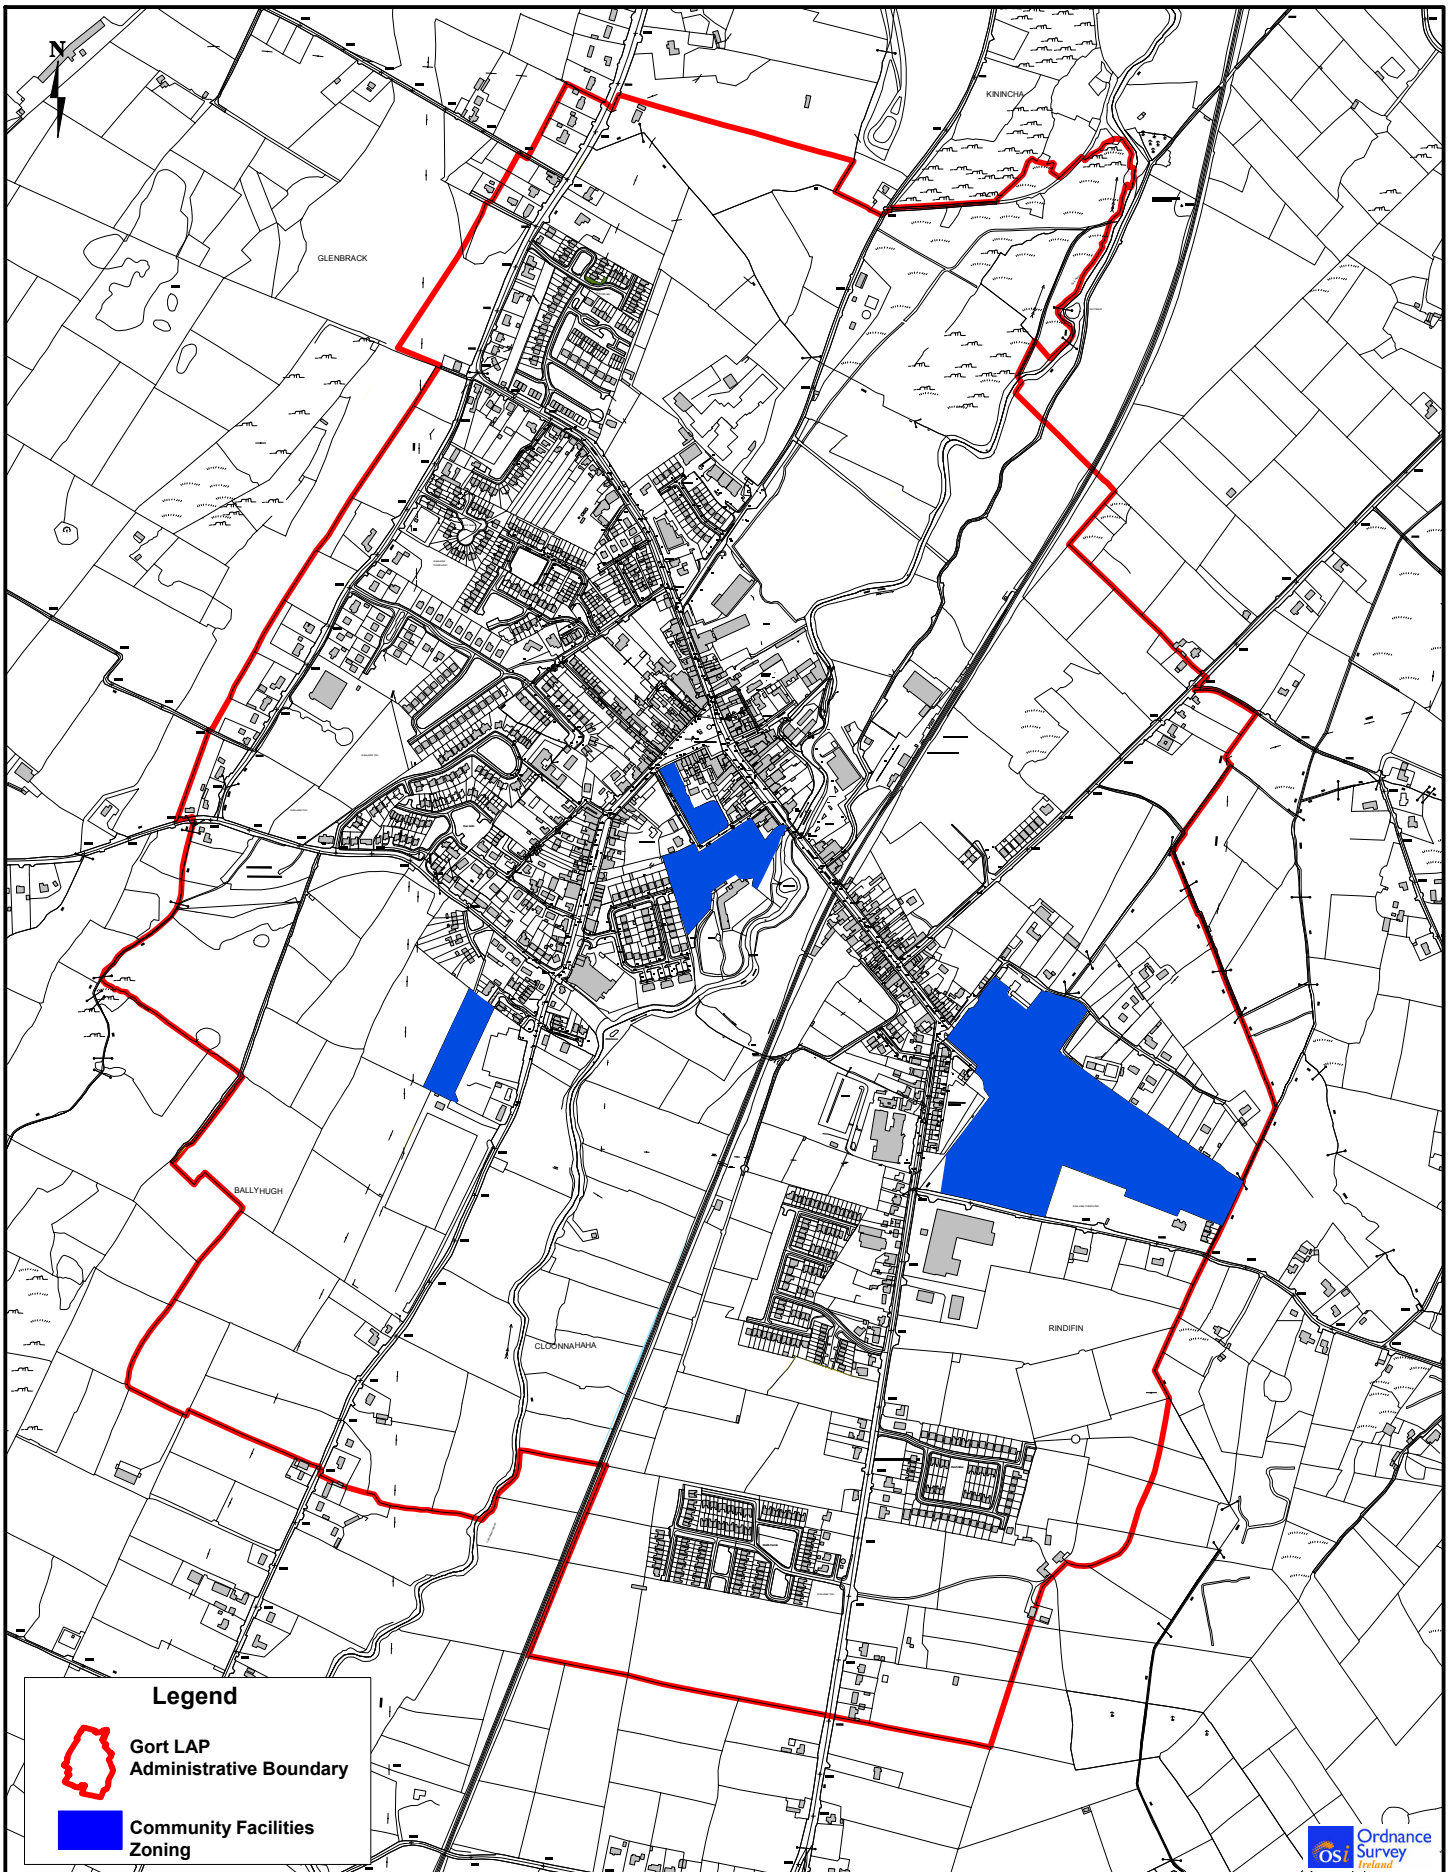 N
KININCHA
GLENBRACK
BALLYHUGH
CLOONNAHAHA
RINDIFIN
Legend
Gort LAP
Administrative Boundary
Community Facilities
Zoning
osi
Ordnance
Survey
Ireland